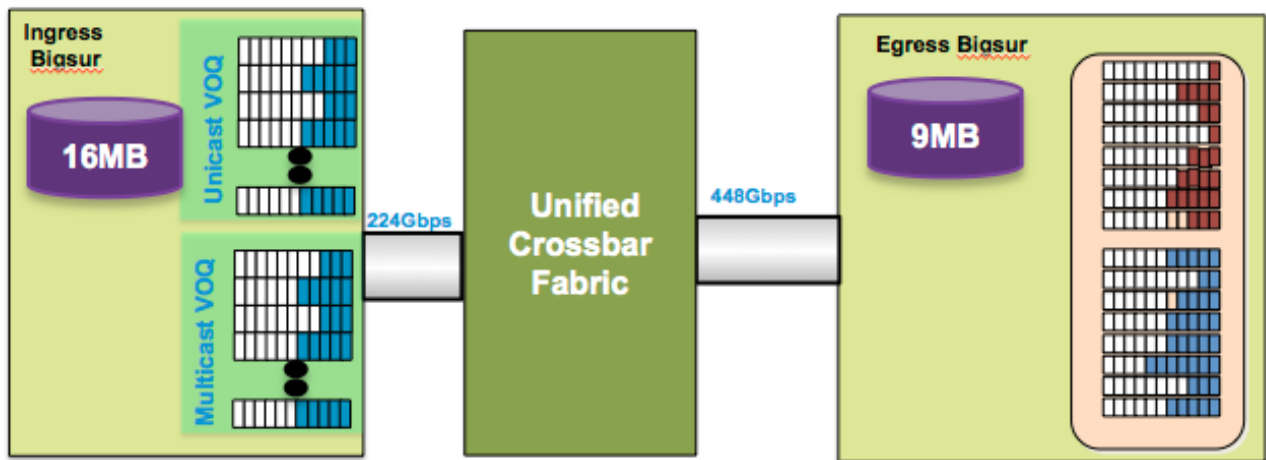 Ingress
Bigsur
16MB
Unicast VOQ
Multicast VOQ
224Gbps
Unified
Crossbar
Fabric
448Gbps
Egress Bigsur
9MB